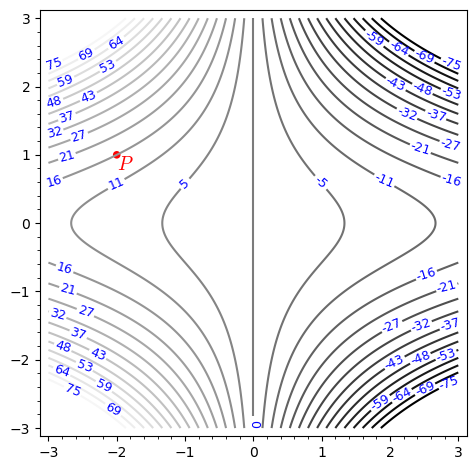 3
64 -59 -64
69 -69
75 53 -75
59 -43
2 -48 -53
48 43
37 -32 -37
32 27
-27
-21
1 21
P
16 11 5 -5 -11 -16
0
16 -16
21 -21
−1
32 27 -27 -32 -37
37
48 43 -43 -48 -53
−2
64 53
59 -75
75 -59 -64 -69
69
0
−3
−3 −2 −1 0 1 2 3